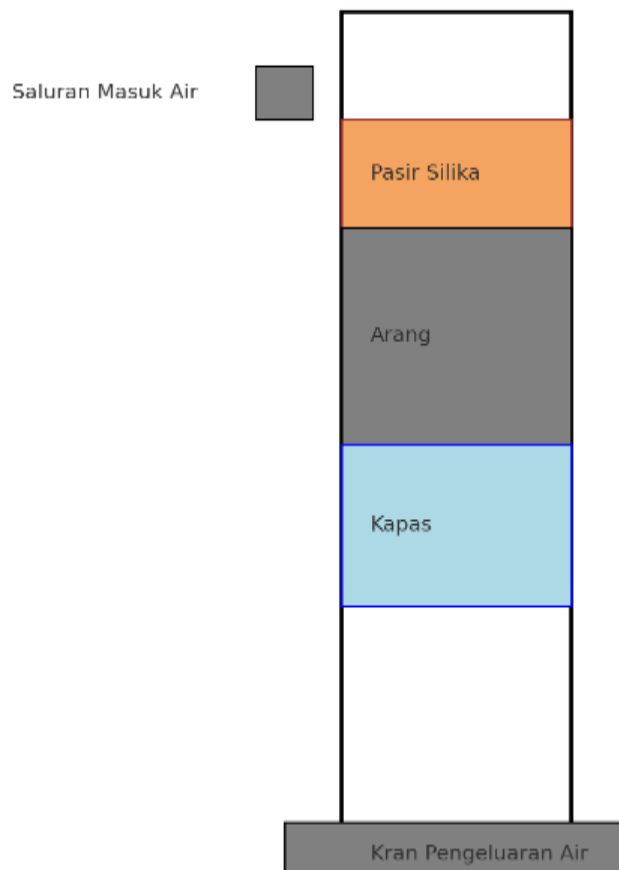 Saluran Masuk Air
Pasir Silika
Arang
Kapas
Kran Pengeluaran Air